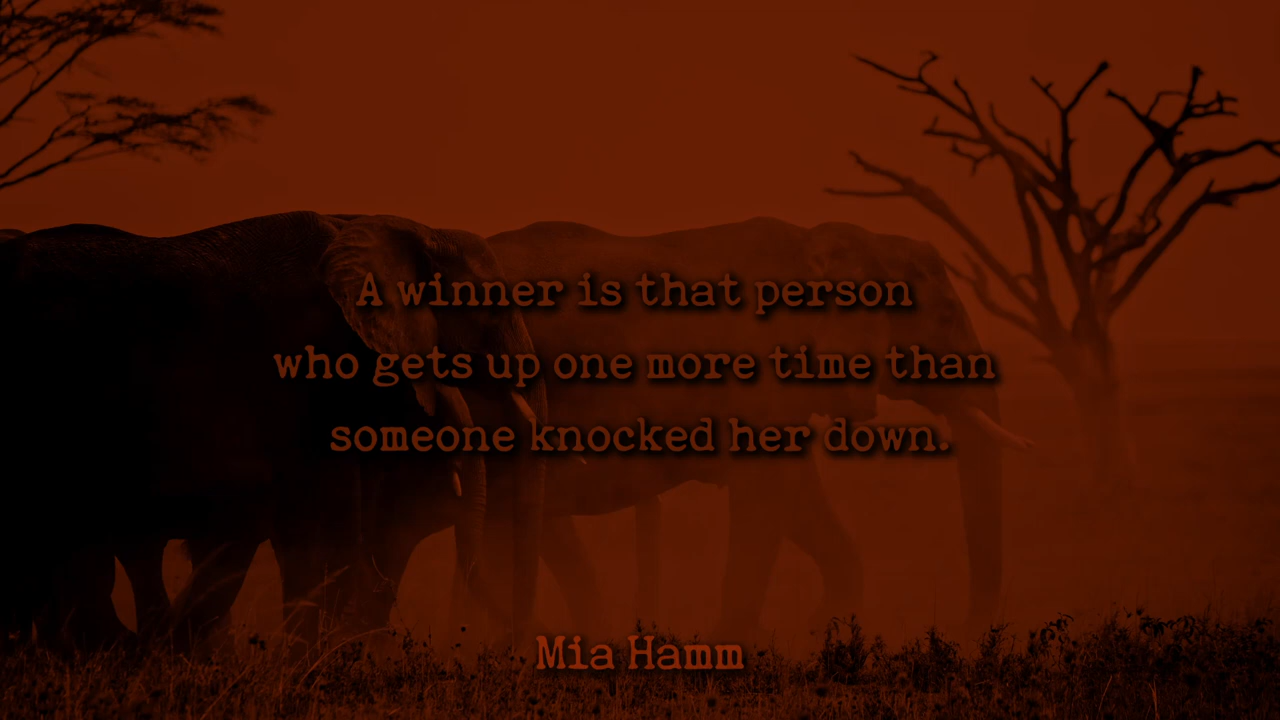 A winner is that person
who gets up one more time than
someone knocked her down.
Mia Hamm